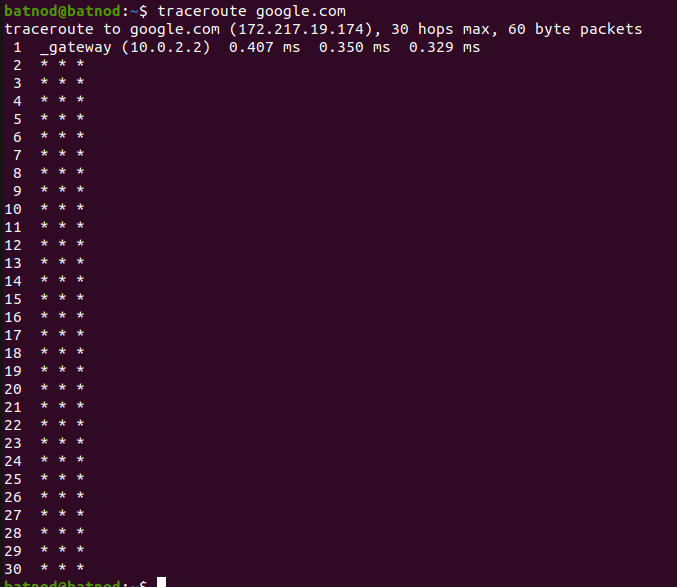 batnod@batnod:~$ traceroute google.com
traceroute to google.com (172.217.19.174), 30 hops max, 60 byte packets
 1  _gateway (10.0.2.2)  0.407 ms  0.350 ms  0.329 ms
 2  * * *
 3  * * *
 4  * * *
 5  * * *
 6  * * *
 7  * * *
 8  * * *
 9  * * *
10  * * *
11  * * *
12  * * *
13  * * *
14  * * *
15  * * *
16  * * *
17  * * *
18  * * *
19  * * *
20  * * *
21  * * *
22  * * *
23  * * *
24  * * *
25  * * *
26  * * *
27  * * *
28  * * *
29  * * *
30  * * *
batnod@batnod:~$